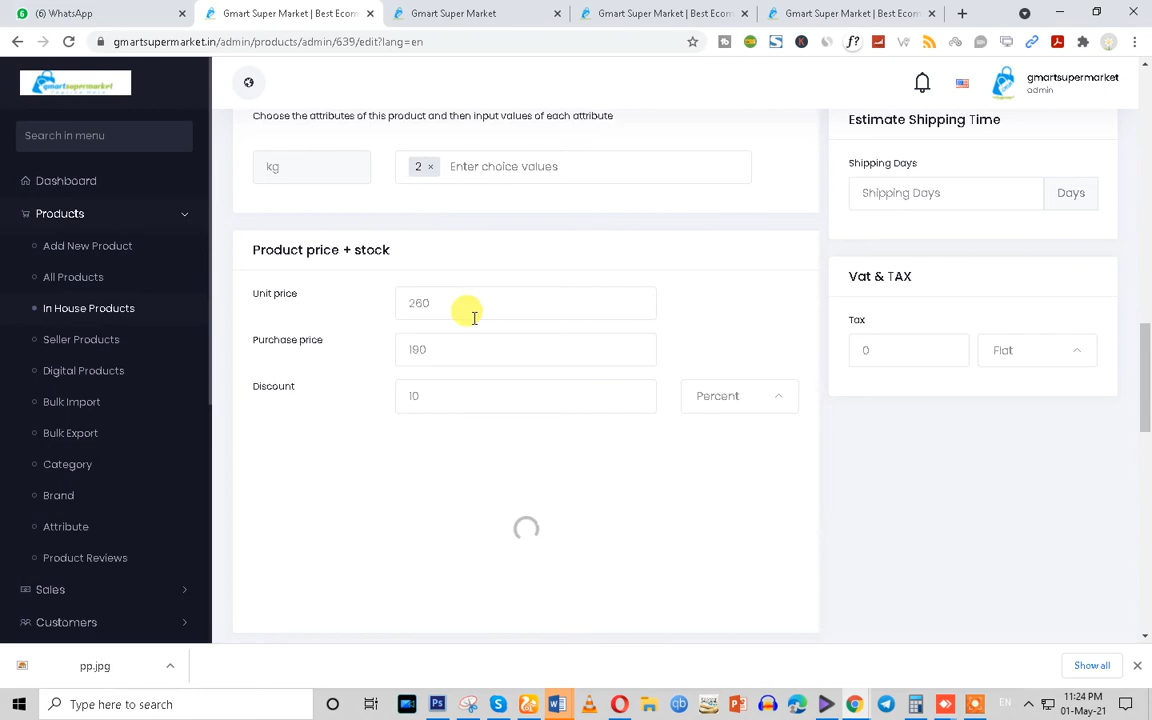 (6) WhatsApp
Gmart Super Market | Best Ecom
Gmart Super Market
Gmart Super Market | Best Ecom
Gmart Super Market | Best Ecom
gmartsupermarket.in/admin/products/admin/639/edit?lang=en
gmartsupermarket
gmartsupermarket
admin
Search in menu
Dashboard
Products
Add New Product
All Products
In House Products
Seller Products
Digital Products
Bulk Import
Bulk Export
Category
Brand
Attribute
Product Reviews
Sales
Customers
Choose the attributes of this product and then input values of each attribute
kg
2 ×
Enter choice values
Product price + stock
Unit price
260
Purchase price
190
Discount
10
Percent
Estimate Shipping Time
Shipping Days
Shipping Days
Days
Vat & TAX
Tax
0
Flat
pp.jpg
Show all
Type here to search
EN
11:24 PM
01-May-21